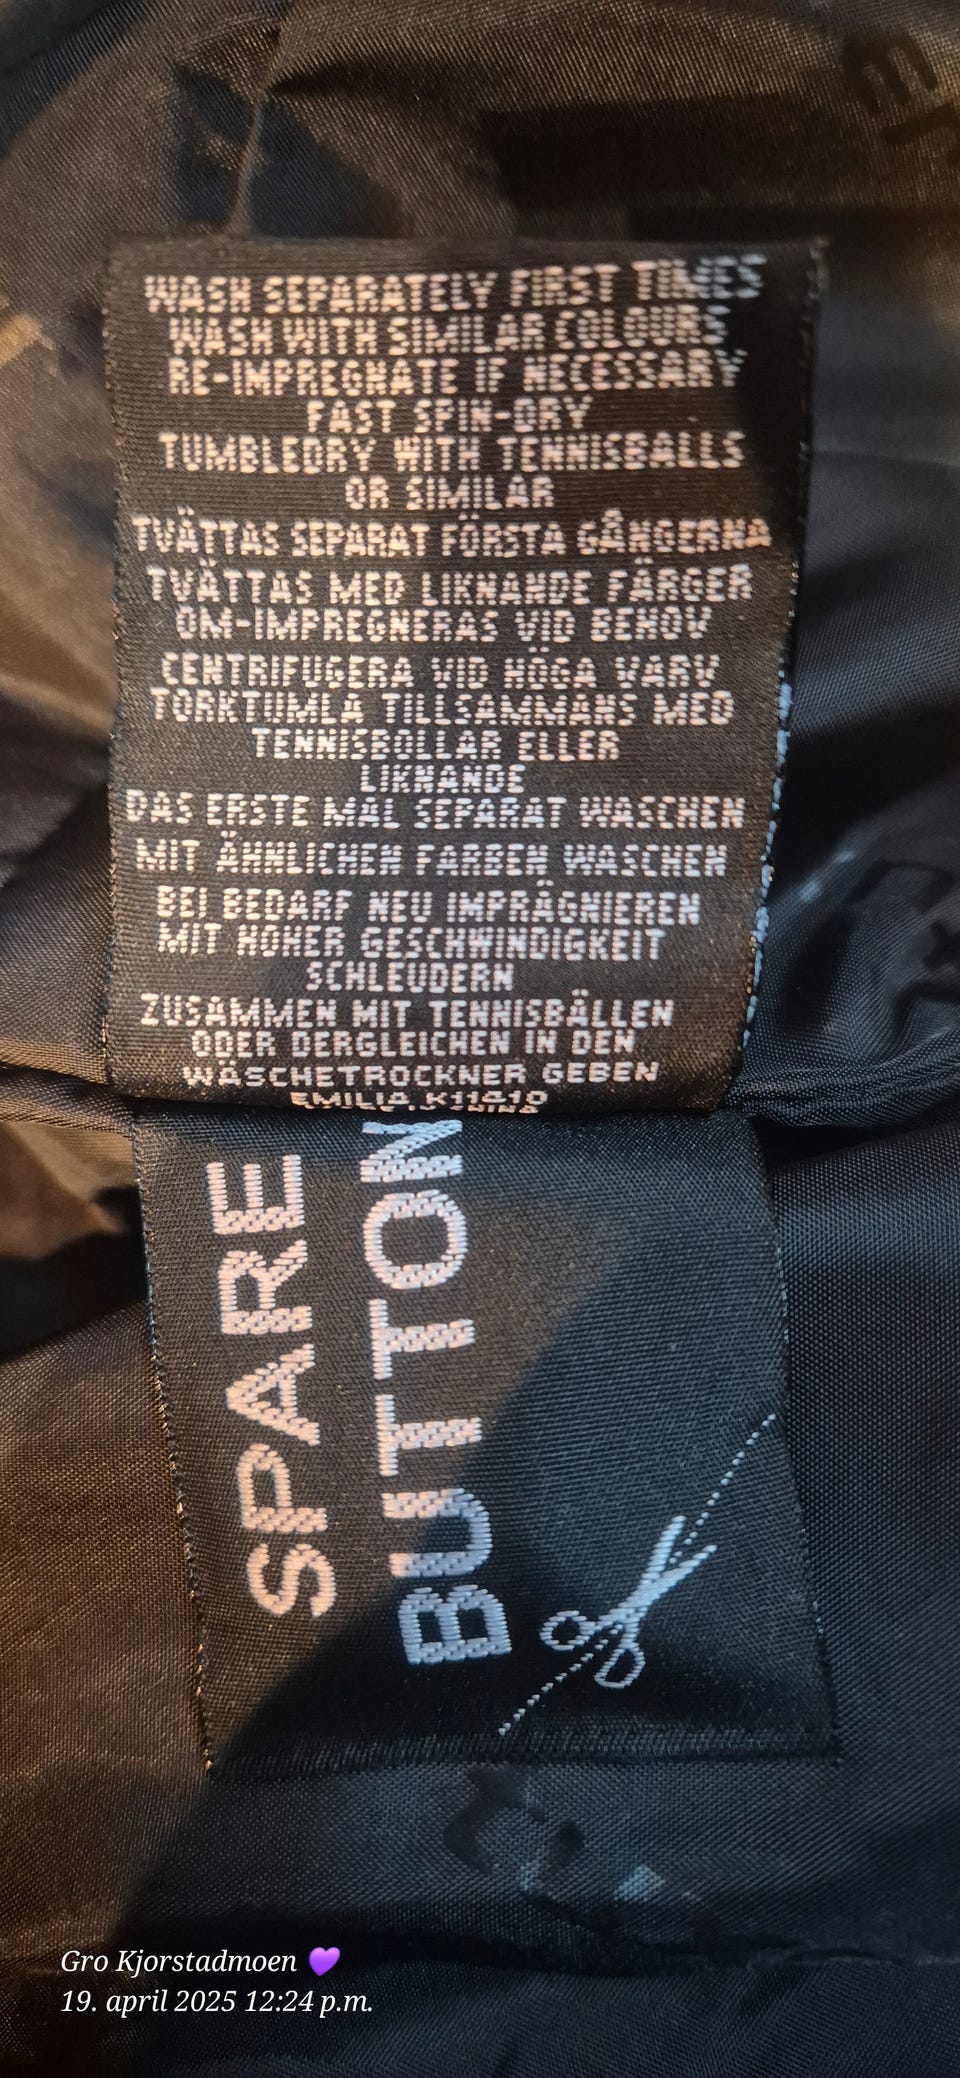 WASH SEPARATELY FIRST TIMES
WASH WITH SIMILAR COLOURS
RE-IMPREGNATE IF NECESSARY
FAST SPIN-DRY
TUMBLEDRY WITH TENNISBALLS
OR SIMILAR
TVÄTTAS SEPARAT FÖRSTA GÅNGERNA
TVÄTTAS MED LIKNANDE FÄRGER
OM-IMPREGNERAS VID BEHOV
CENTRIFUGERA VID HÖGA VARV
TORKTUMLA TILLSAMMANS MED
TENNISBOLLAR ELLER
LIKNANDE
DAS ERSTE MAL SEPARAT WASCHEN
MIT ÄHNLICHEN FARBEN WASCHEN
BEI BEDARF NEU IMPRÄGNIEREN
MIT HOHER GESCHWINDIGKEIT
SCHLEUDERN
ZUSAMMEN MIT TENNISBÄLLEN
ODER DERGLEICHEN IN DEN
WÄSCHETROCKNER GEBEN
EMILIA K11410
SPARE
BUTTON
Gro Kjorstadmoen 💜
19. april 2025 12:24 p.m.